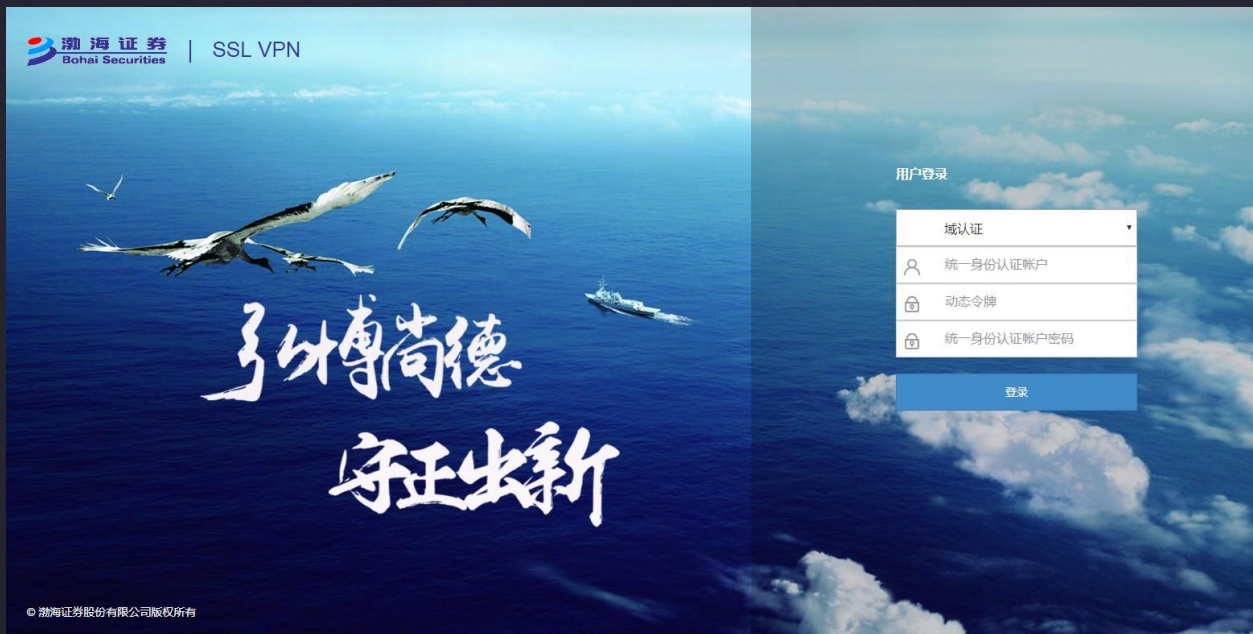 渤海证券
Bohai Securities
SSL VPN
用户登录
域认证
统一身份认证帐户
动态令牌
统一身份认证帐户密码
登录
弘博尚德
守正出新
© 渤海证券股份有限公司版权所有